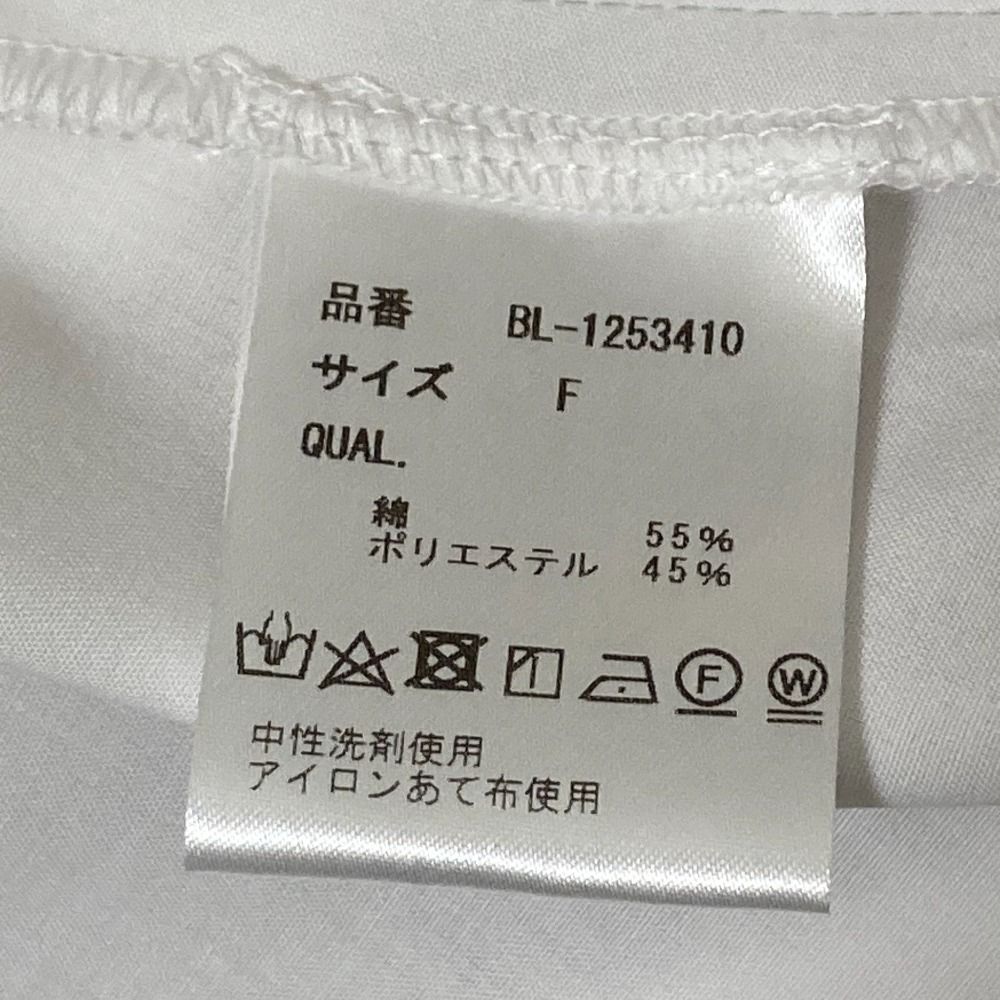 品番 BL-1253410
サイズ F
QUAL.
綿 55%
ポリエステル 45%
F W
中性洗剤使用
アイロンあて布使用